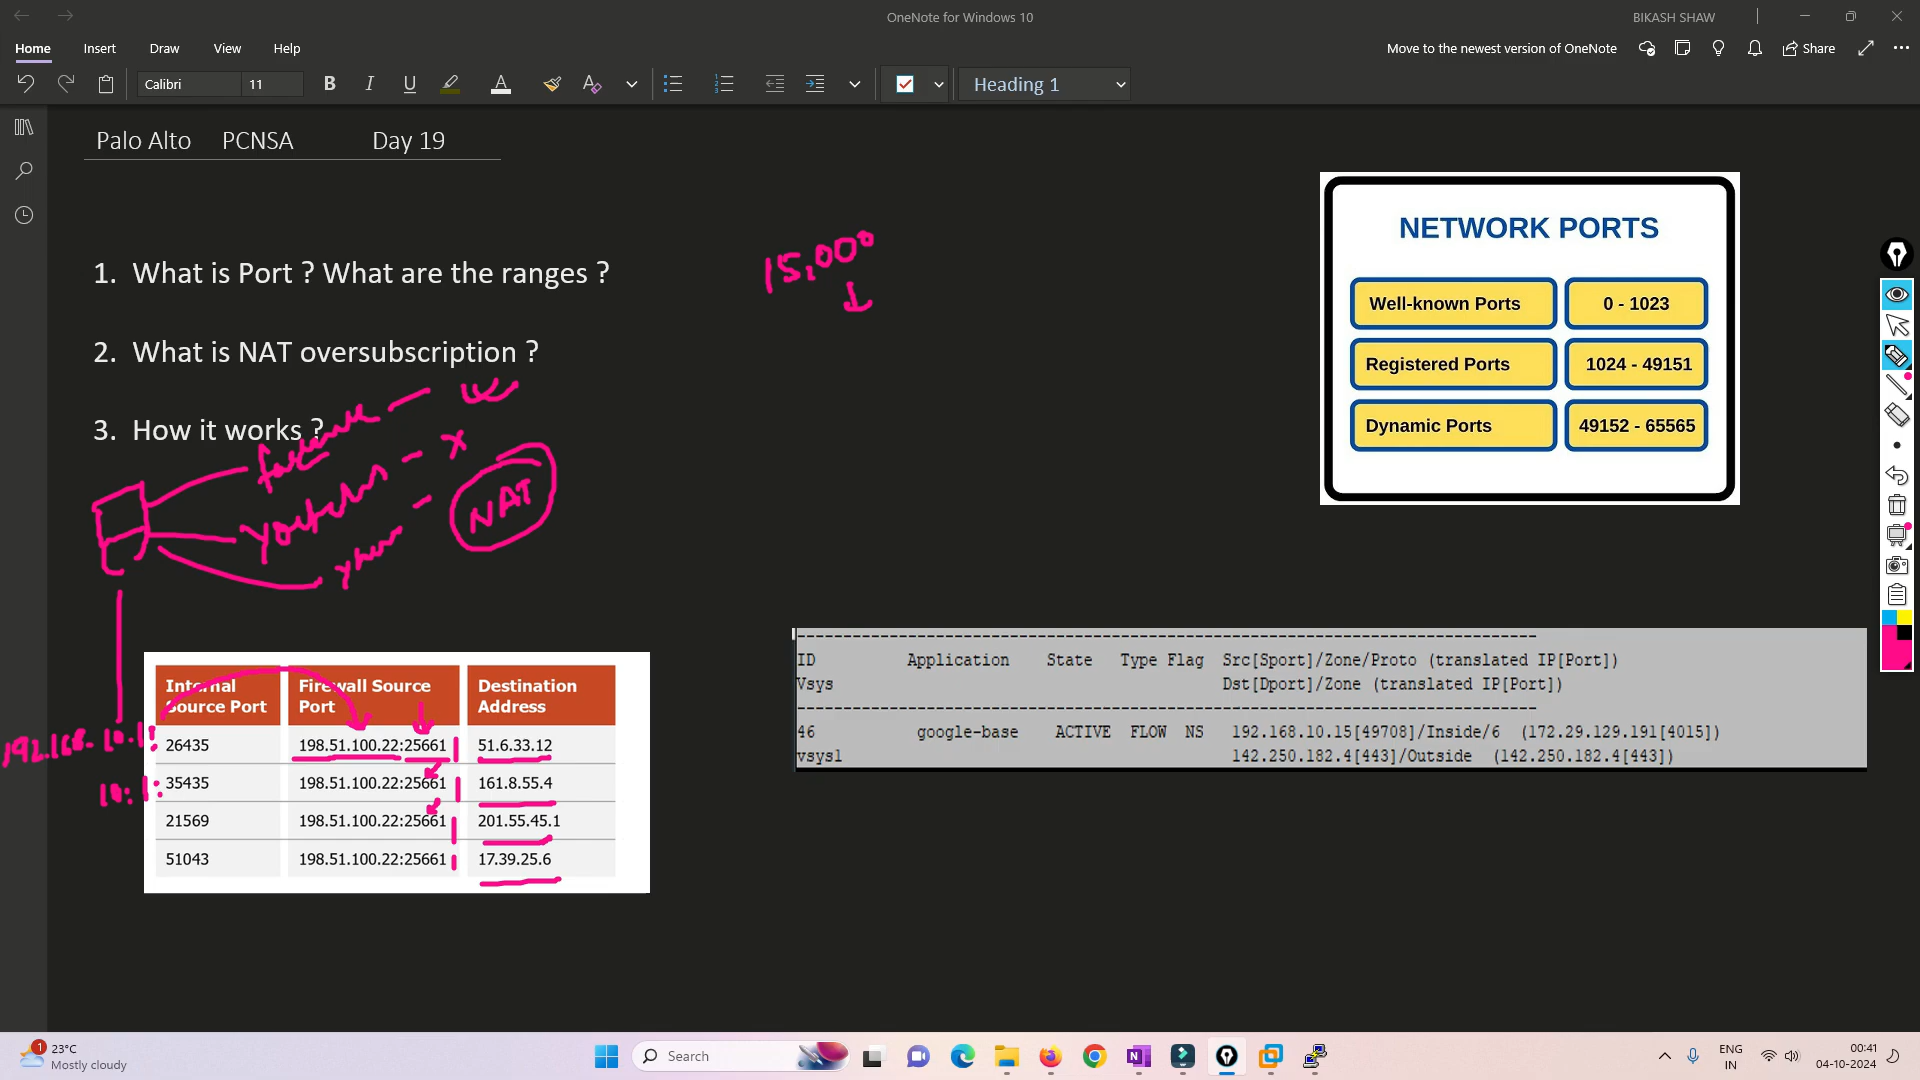 OneNote for Windows 10
BIKASH SHAW
Home Insert Draw View Help
Move to the newest version of OneNote
Share
Calibri 11
B I U A
Heading 1
Palo Alto PCNSA Day 19
1. What is Port ? What are the ranges ?
2. What is NAT oversubscription ?
3. How it works ?
15,000
NAT
x
NETWORK PORTS
Well-known Ports 0 - 1023
Registered Ports 1024 - 49151
Dynamic Ports 49152 - 65565
Internal Source Port Firewall Source Port Destination Address
26435 198.51.100.22:25661 51.6.33.12
35435 198.51.100.22:25661 161.8.55.4
21569 198.51.100.22:25661 201.55.45.1
51043 198.51.100.22:25661 17.39.25.6
ID Application State Type Flag Src[Sport]/Zone/Proto (translated IP[Port])
Vsys Dst[Dport]/Zone (translated IP[Port])
46 google-base ACTIVE FLOW NS 192.168.10.15[49708]/Inside/6 (172.29.129.191[4015])
vsys1 142.250.182.4[443]/Outside (142.250.182.4[443])
1
23°C
Mostly cloudy
Search
ENG
IN
00:41
04-10-2024